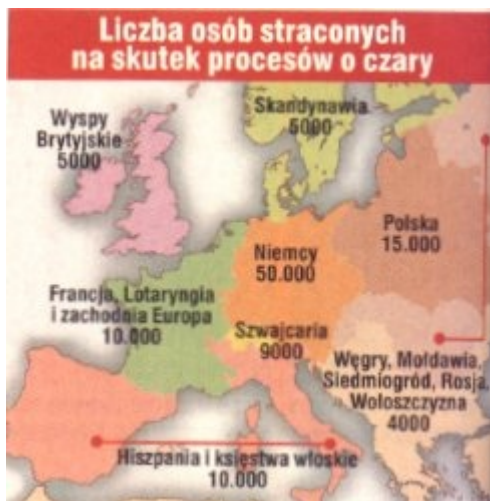 Liczba osób straconych
na skutek procesów o czary
Wyspy
Brytyjskie
5000
Skandynawia
5000
Polska
15.000
Niemcy
50.000
Francja, Lotaryngia
i zachodnia Europa
10.000
Szwajcaria
9000
Węgry, Mołdawia,
Siedmiogród, Rosja,
Wołoszczyzna
4000
Hiszpania i księstwa włoskie
10.000